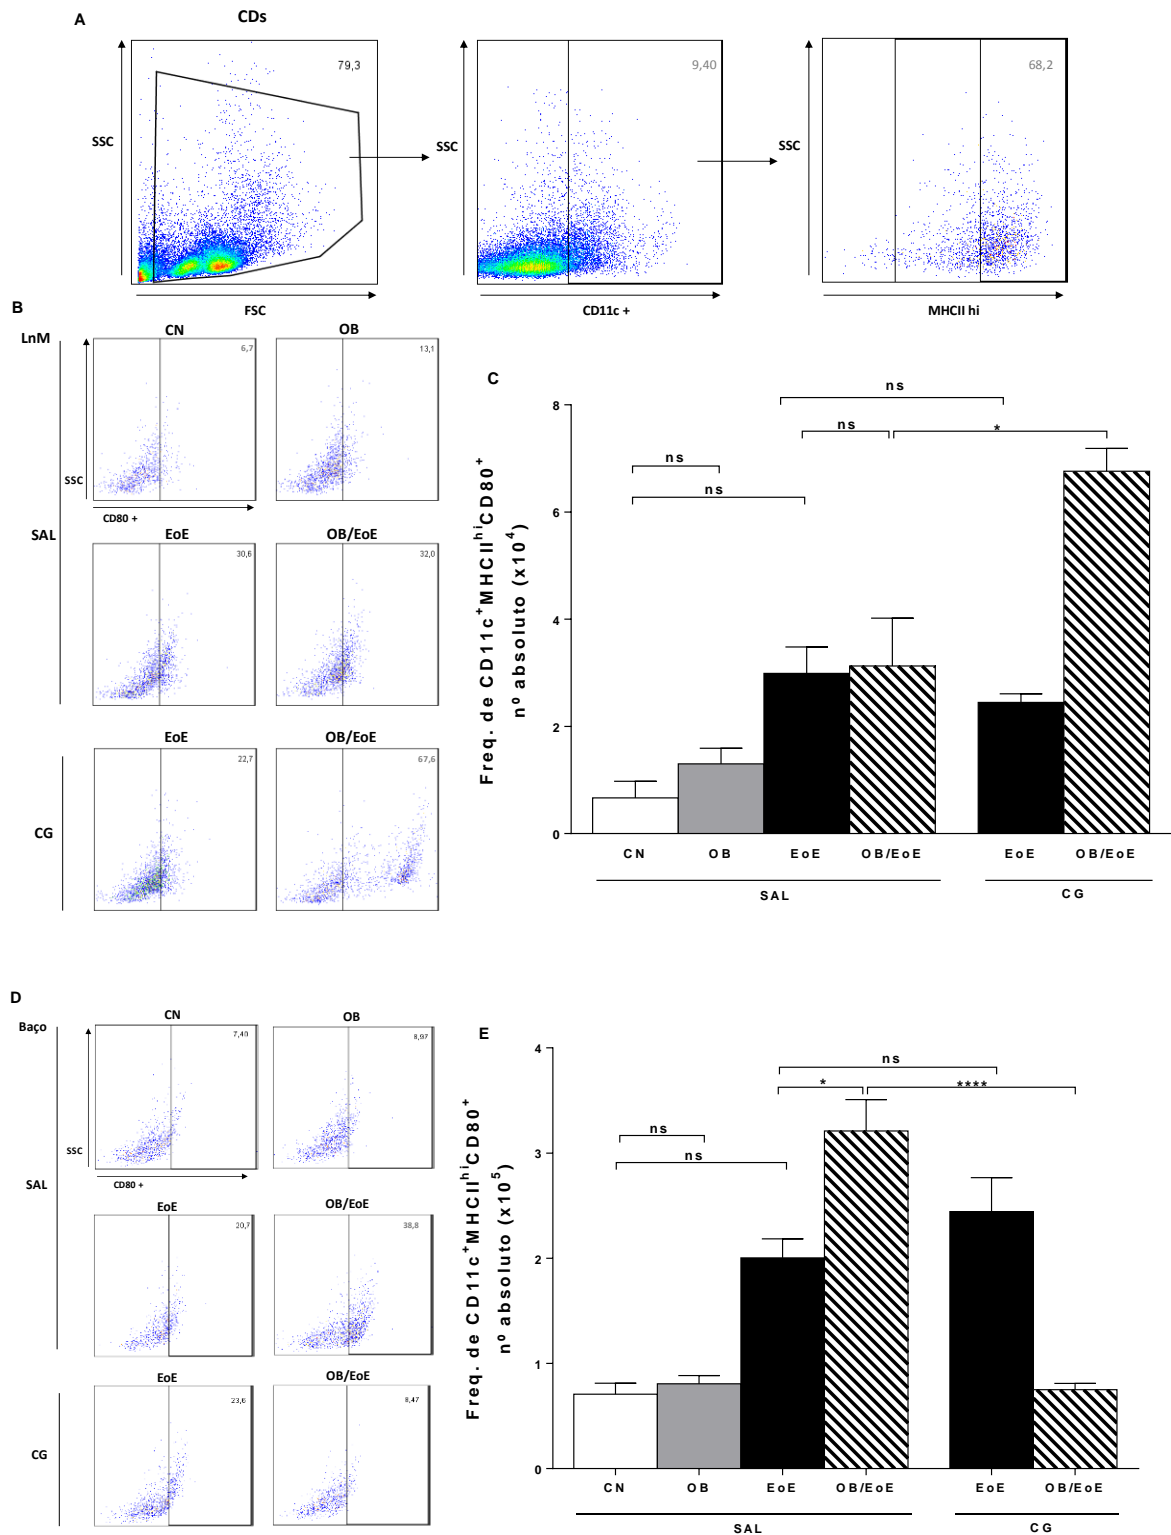 A
CDs
79,3
9,40
68,2
SSC
SSC
SSC
FSC
CD11c +
MHCII hi
B
LnM
CN
OB
6,7
13,1
SSC
CD80 +
SAL
EoE
OB/EoE
30,6
32,0
EoE
OB/EoE
22,7
67,6
CG
C
Freq. de CD11c+MHCIIhiCD80+
nº absoluto (x10⁴)
8
6
4
2
0
ns
ns
*
ns
ns
CN
OB
EoE
OB/EoE
EoE
OB/EoE
SAL
CG
D
Baço
CN
OB
7,40
8,97
SSC
CD80 +
SAL
EoE
OB/EoE
20,7
38,8
EoE
OB/EoE
23,6
8,47
CG
E
Freq. de CD11c+MHCIIhiCD80+
nº absoluto (x10⁵)
4
3
2
1
0
ns
*
****
ns
ns
CN
OB
EoE
OB/EoE
EoE
OB/EoE
SAL
CG